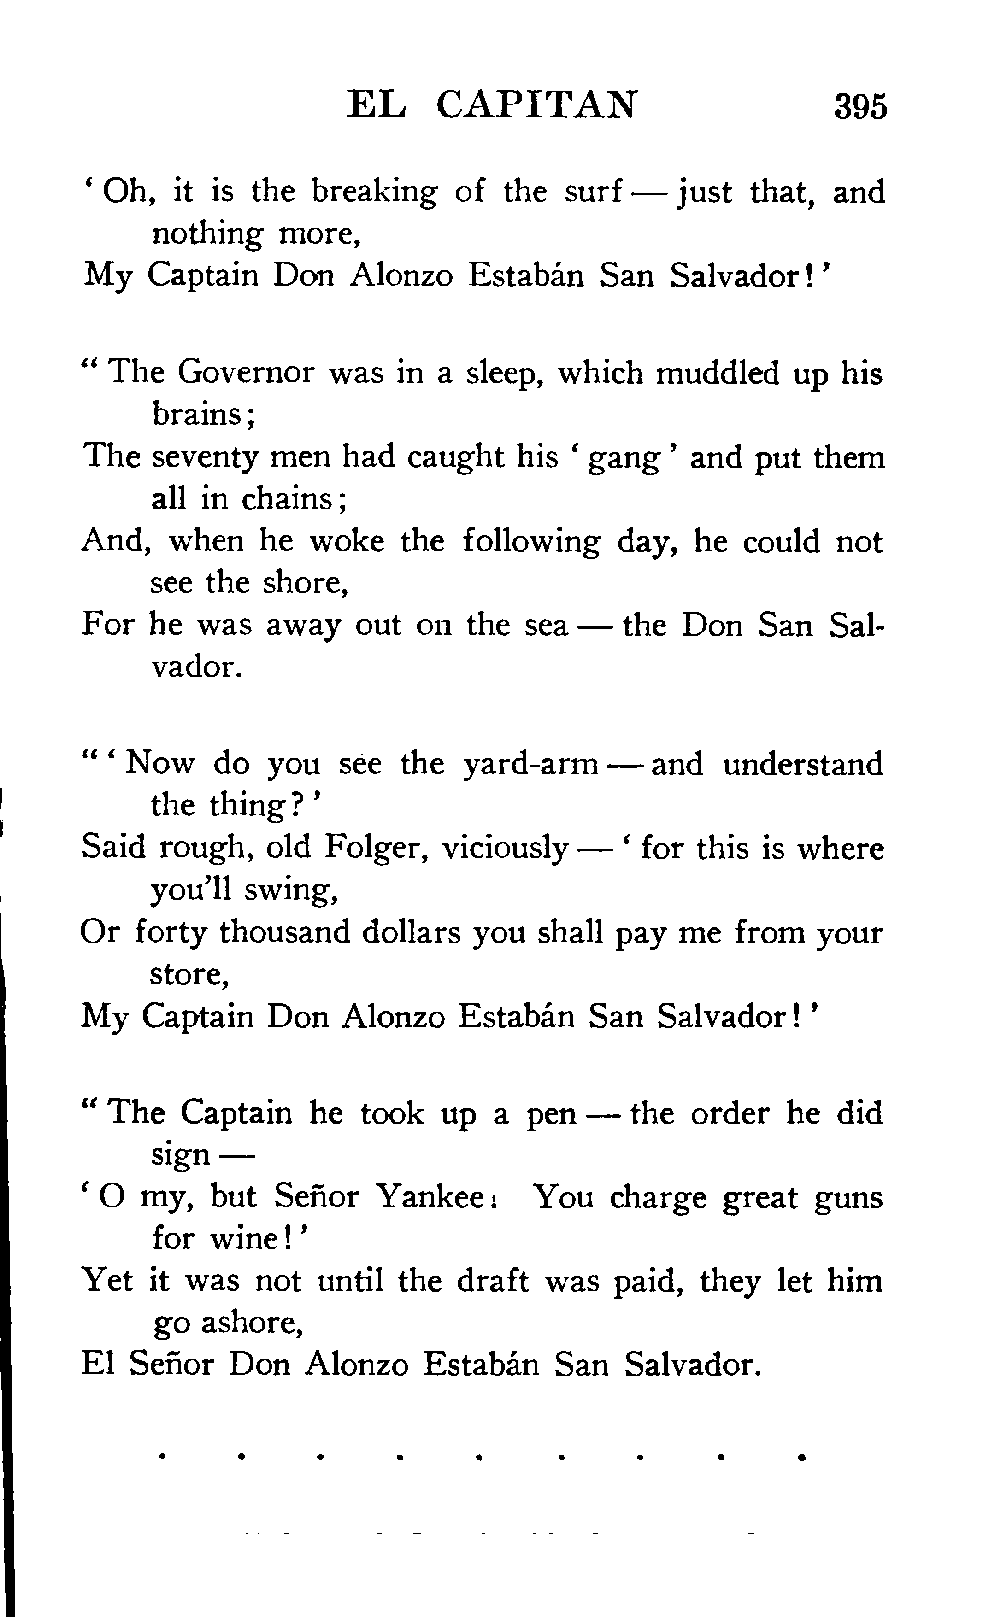 EL CAPITAN 395
‘ Oh, it is the breaking of the surf — just that, and
nothing more,
My Captain Don Alonzo Estabán San Salvador! ’
“ The Governor was in a sleep, which muddled up his
brains;
The seventy men had caught his ‘ gang ’ and put them
all in chains;
And, when he woke the following day, he could not
see the shore,
For he was away out on the sea — the Don San Sal-
vador.
“ ‘ Now do you see the yard-arm — and understand
the thing? ’
Said rough, old Folger, viciously — ‘ for this is where
you’ll swing,
Or forty thousand dollars you shall pay me from your
store,
My Captain Don Alonzo Estabán San Salvador! ’
“ The Captain he took up a pen — the order he did
sign —
‘ O my, but Señor Yankee! You charge great guns
for wine! ’
Yet it was not until the draft was paid, they let him
go ashore,
El Señor Don Alonzo Estabán San Salvador.
. . . . . . . . .